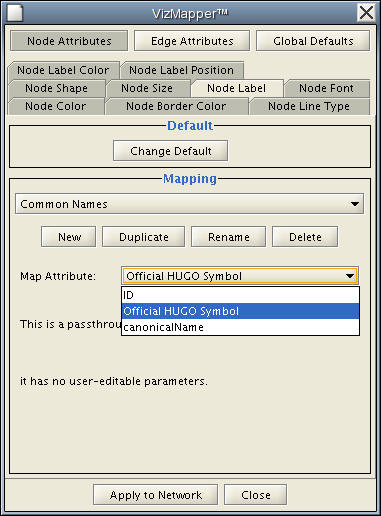 VizMapper™
Node Attributes Edge Attributes Global Defaults
Node Label Color Node Label Position
Node Shape Node Size Node Label Node Font
Node Color Node Border Color Node Line Type
Default
Change Default
Mapping
Common Names
New Duplicate Rename Delete
Map Attribute: Official HUGO Symbol
ID
Official HUGO Symbol
This is a
canonicalName
it has no user-editable parameters.
Apply to Network Close